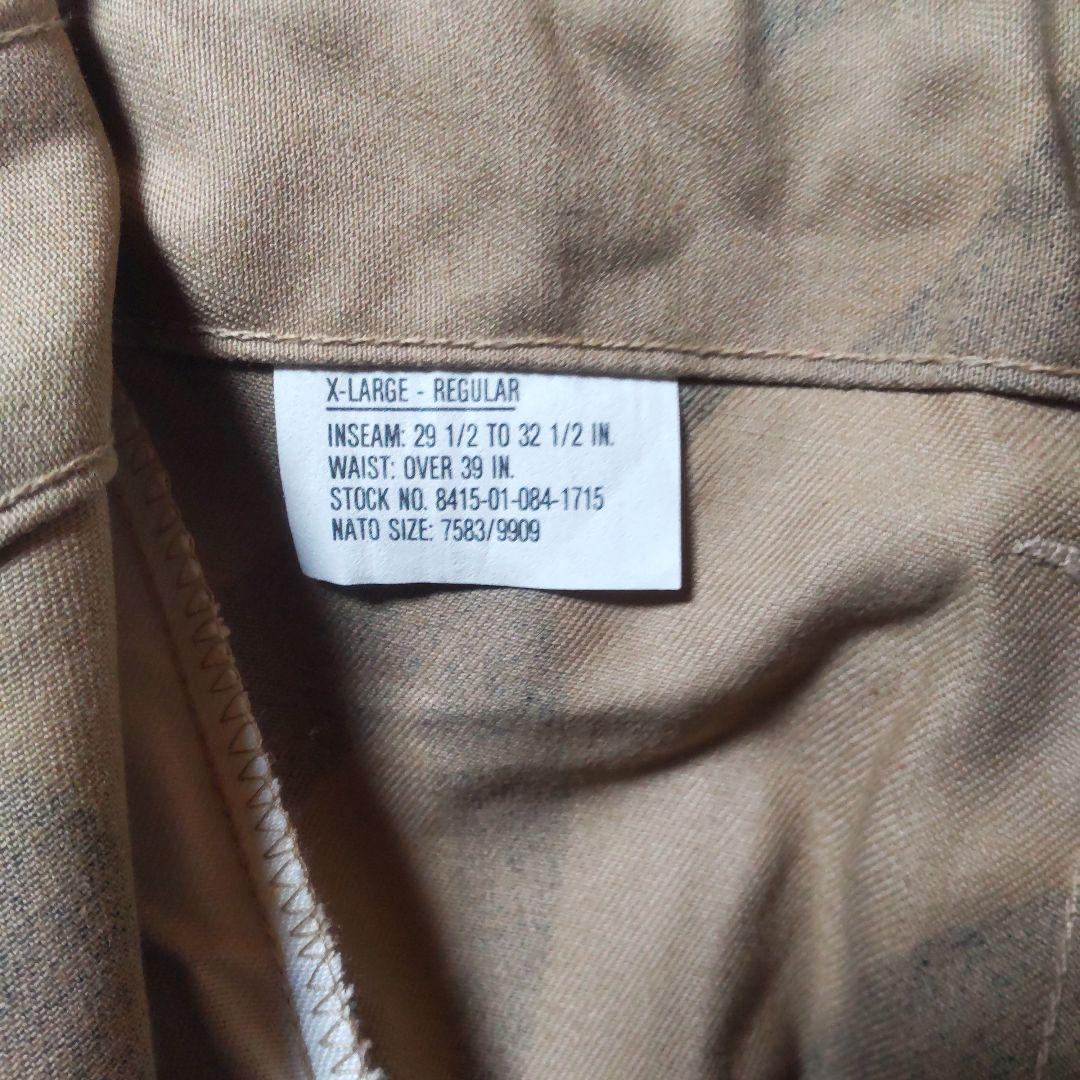 X-LARGE - REGULAR
INSEAM: 29 1/2 TO 32 1/2 IN.
WAIST: OVER 39 IN.
STOCK NO. 8415-01-084-1715
NATO SIZE: 7583/9909